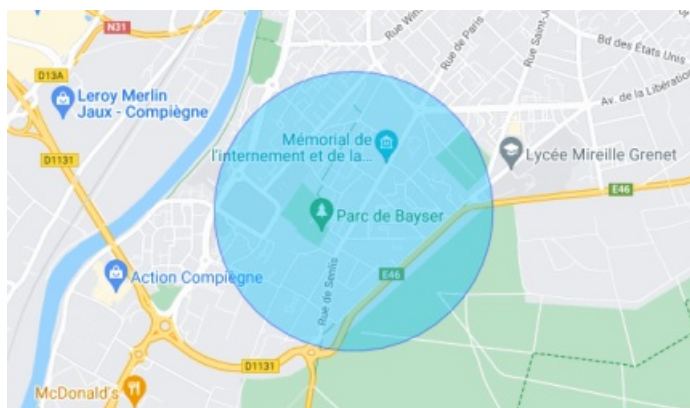 N31
Rue Win
Rue de Paris
Rue Saint-J
Bd des États Unis
D13A
Leroy Merlin
Jaux - Compiègne
Av. de la Libération
Mémorial de
l'internement et de la...
Lycée Mireille Grenet
D1131
E46
Parc de Bayser
Action Compiègne
E46
Rue de Senlis
D1131
McDonald's